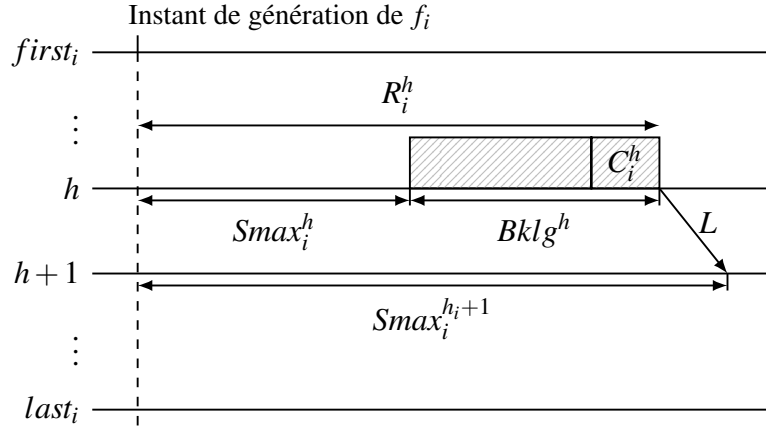 Instant de génération de f_i
first_i
R_i^h
⋮
C_i^h
h
Smax_i^h
Bklg^h
L
h + 1
Smax_i^{h_i+1}
⋮
last_i